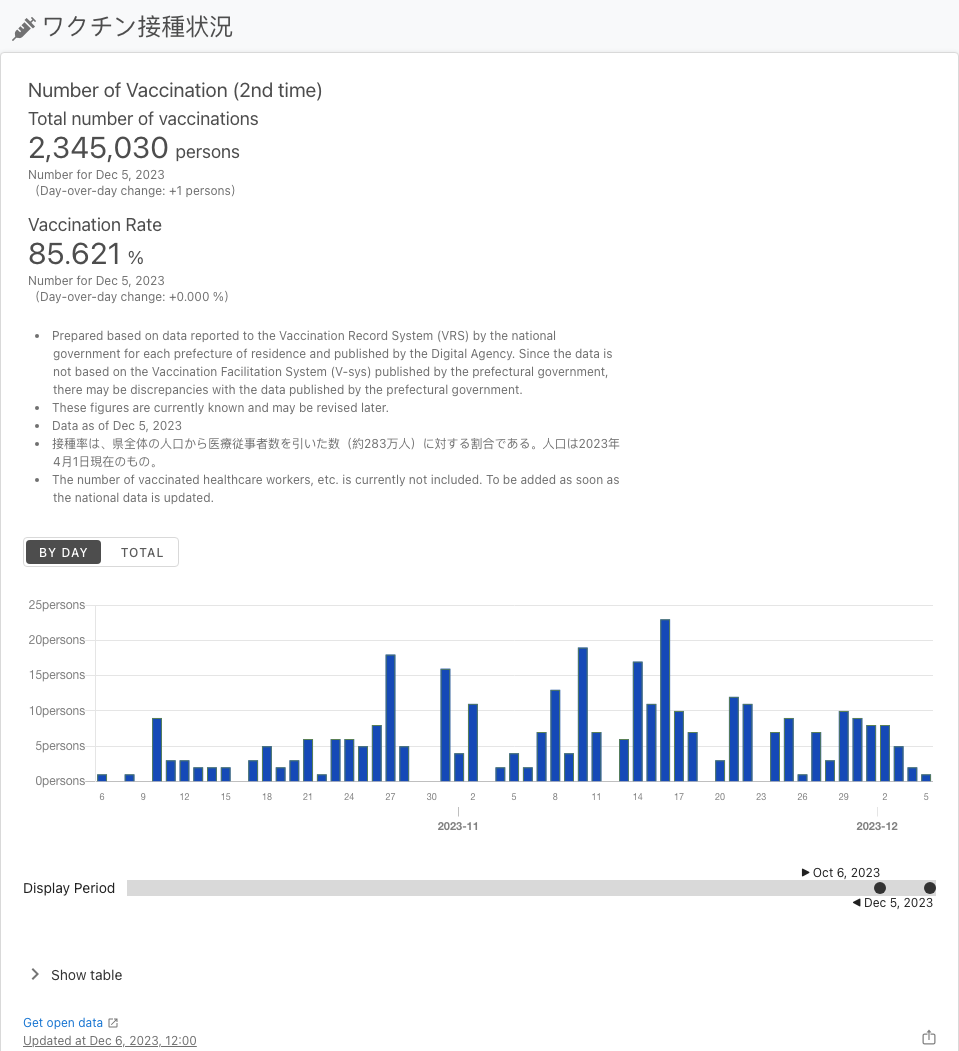 ワクチン接種状況
Number of Vaccination (2nd time)
Total number of vaccinations
2,345,030 persons
Number for Dec 5, 2023
（Day-over-day change: +1 persons）
Vaccination Rate
85.621 %
Number for Dec 5, 2023
（Day-over-day change: +0.000 %）
• Prepared based on data reported to the Vaccination Record System (VRS) by the national
government for each prefecture of residence and published by the Digital Agency. Since the data is
not based on the Vaccination Facilitation System (V-sys) published by the prefectural government,
there may be discrepancies with the data published by the prefectural government.
• These figures are currently known and may be revised later.
• Data as of Dec 5, 2023
• 接種率は、県全体の人口から医療従事者数を引いた数（約283万人）に対する割合である。人口は2023年
4月1日現在のもの。
• The number of vaccinated healthcare workers, etc. is currently not included. To be added as soon as
the national data is updated.
BY DAY TOTAL
25persons
20persons
15persons
10persons
5persons
0persons
6 9 12 15 18 21 24 27 30 2 5 8 11 14 17 20 23 26 29 2 5
2023-11 2023-12
Oct 6, 2023
Display Period
Dec 5, 2023
Show table
Get open data
Updated at Dec 6, 2023, 12:00